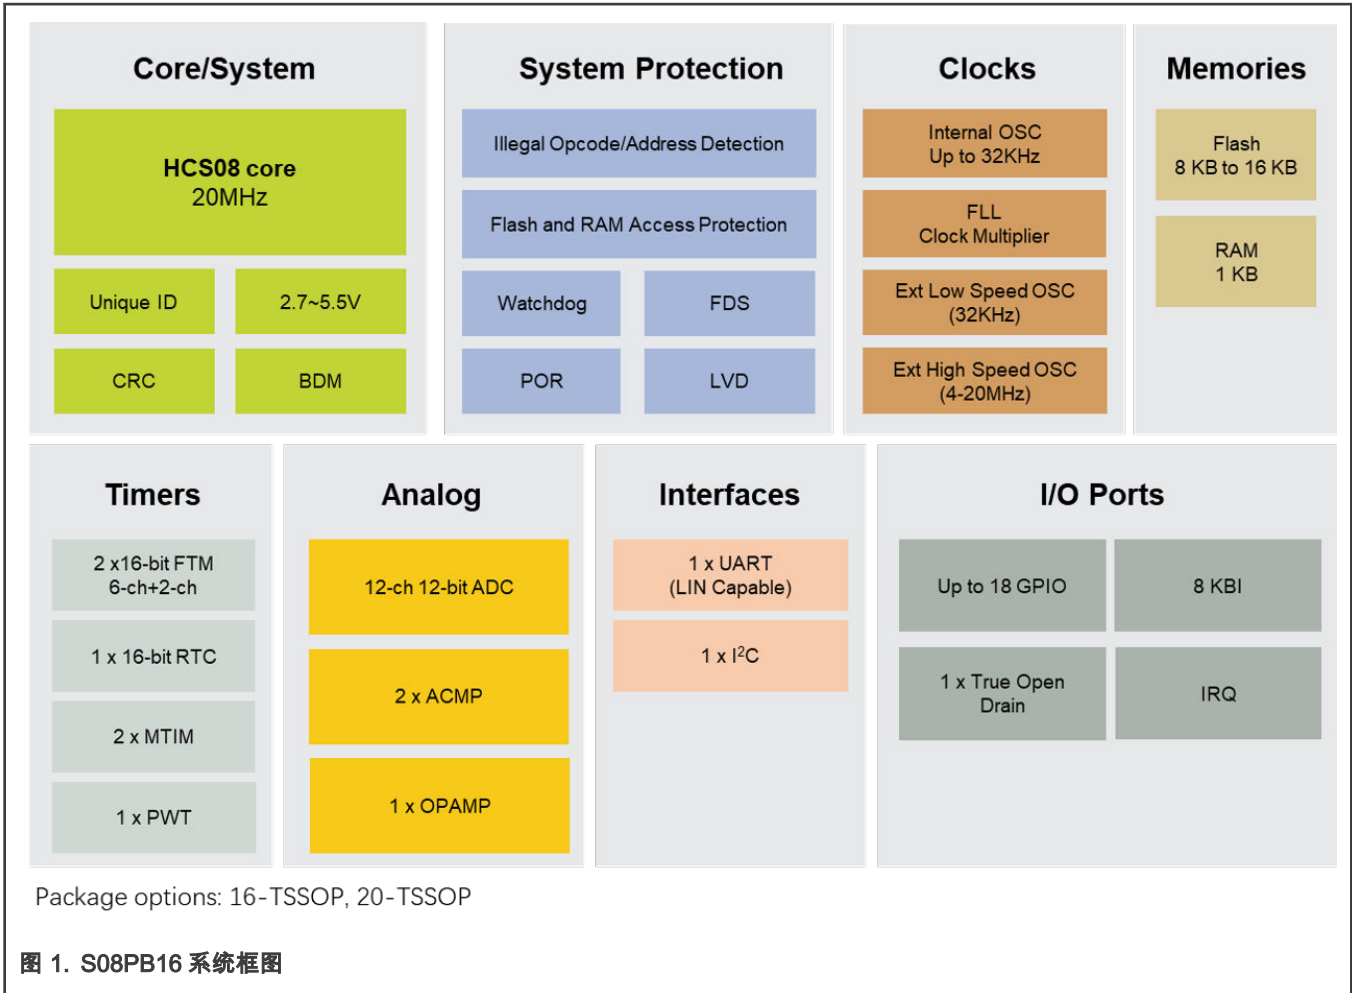 Core/System
HCS08 core
20MHz
Unique ID
2.7~5.5V
CRC
BDM
System Protection
Illegal Opcode/Address Detection
Flash and RAM Access Protection
Watchdog
FDS
POR
LVD
Clocks
Internal OSC
Up to 32KHz
FLL
Clock Multiplier
Ext Low Speed OSC
(32KHz)
Ext High Speed OSC
(4-20MHz)
Memories
Flash
8 KB to 16 KB
RAM
1 KB
Timers
2 x16-bit FTM
6-ch+2-ch
1 x 16-bit RTC
2 x MTIM
1 x PWT
Analog
12-ch 12-bit ADC
2 x ACMP
1 x OPAMP
Interfaces
1 x UART
(LIN Capable)
1 x I²C
I/O Ports
Up to 18 GPIO
8 KBI
1 x True Open
Drain
IRQ
Package options: 16-TSSOP, 20-TSSOP
图 1. S08PB16 系统框图